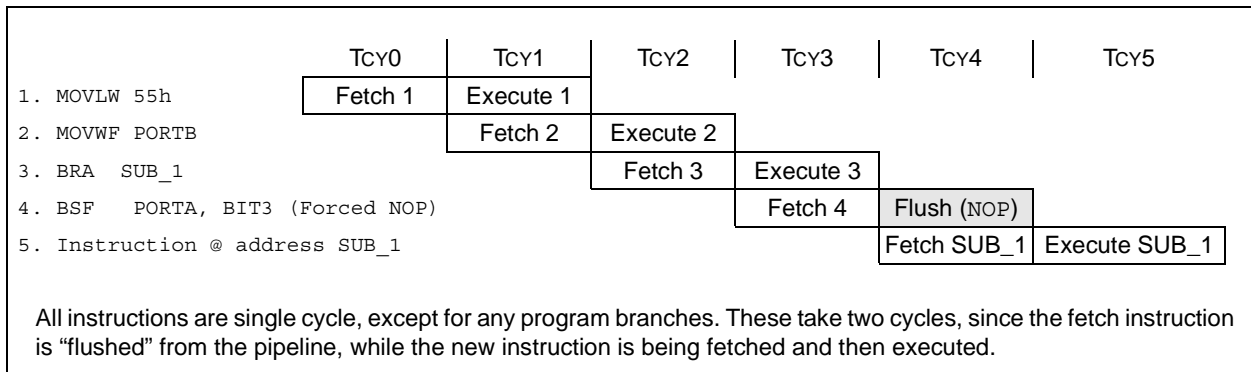 TCY0 TCY1 TCY2 TCY3 TCY4 TCY5
1. MOVLW 55h Fetch 1 Execute 1
2. MOVWF PORTB Fetch 2 Execute 2
3. BRA SUB_1 Fetch 3 Execute 3
4. BSF PORTA, BIT3 (Forced NOP) Fetch 4 Flush (NOP)
5. Instruction @ address SUB_1 Fetch SUB_1 Execute SUB_1
All instructions are single cycle, except for any program branches. These take two cycles, since the fetch instruction
is “flushed” from the pipeline, while the new instruction is being fetched and then executed.